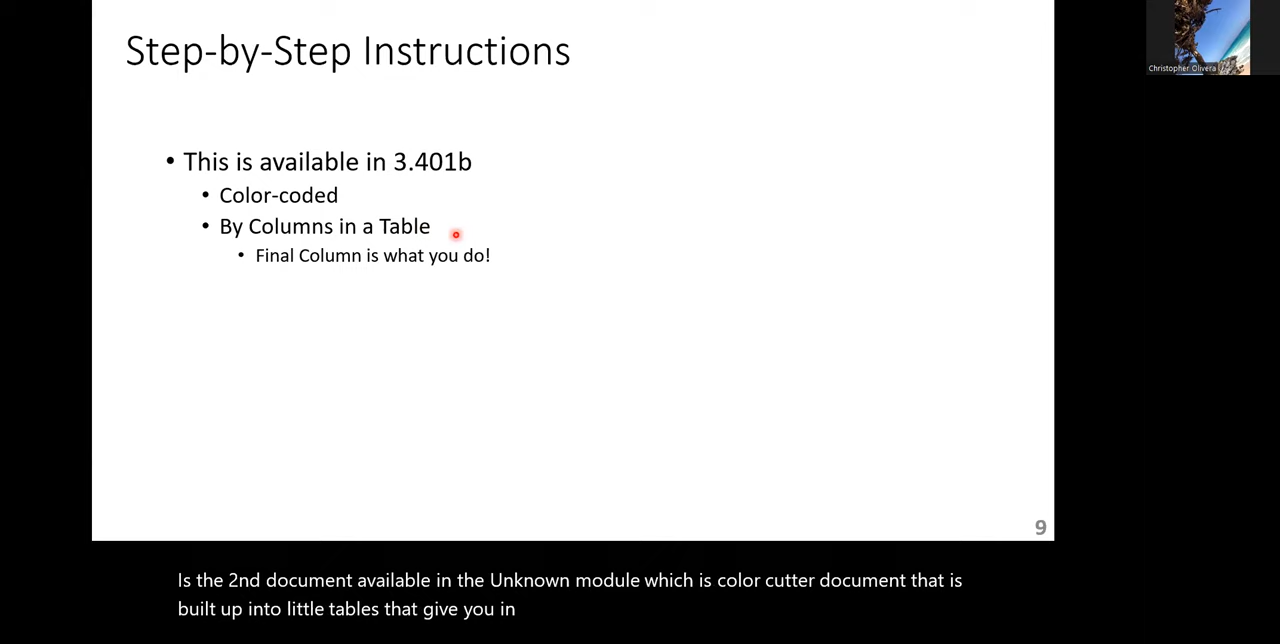 Step-by-Step Instructions
• This is available in 3.401b
• Color-coded
• By Columns in a Table
• Final Column is what you do!
9
Christopher Olivera
Is the 2nd document available in the Unknown module which is color cutter document that is
built up into little tables that give you in